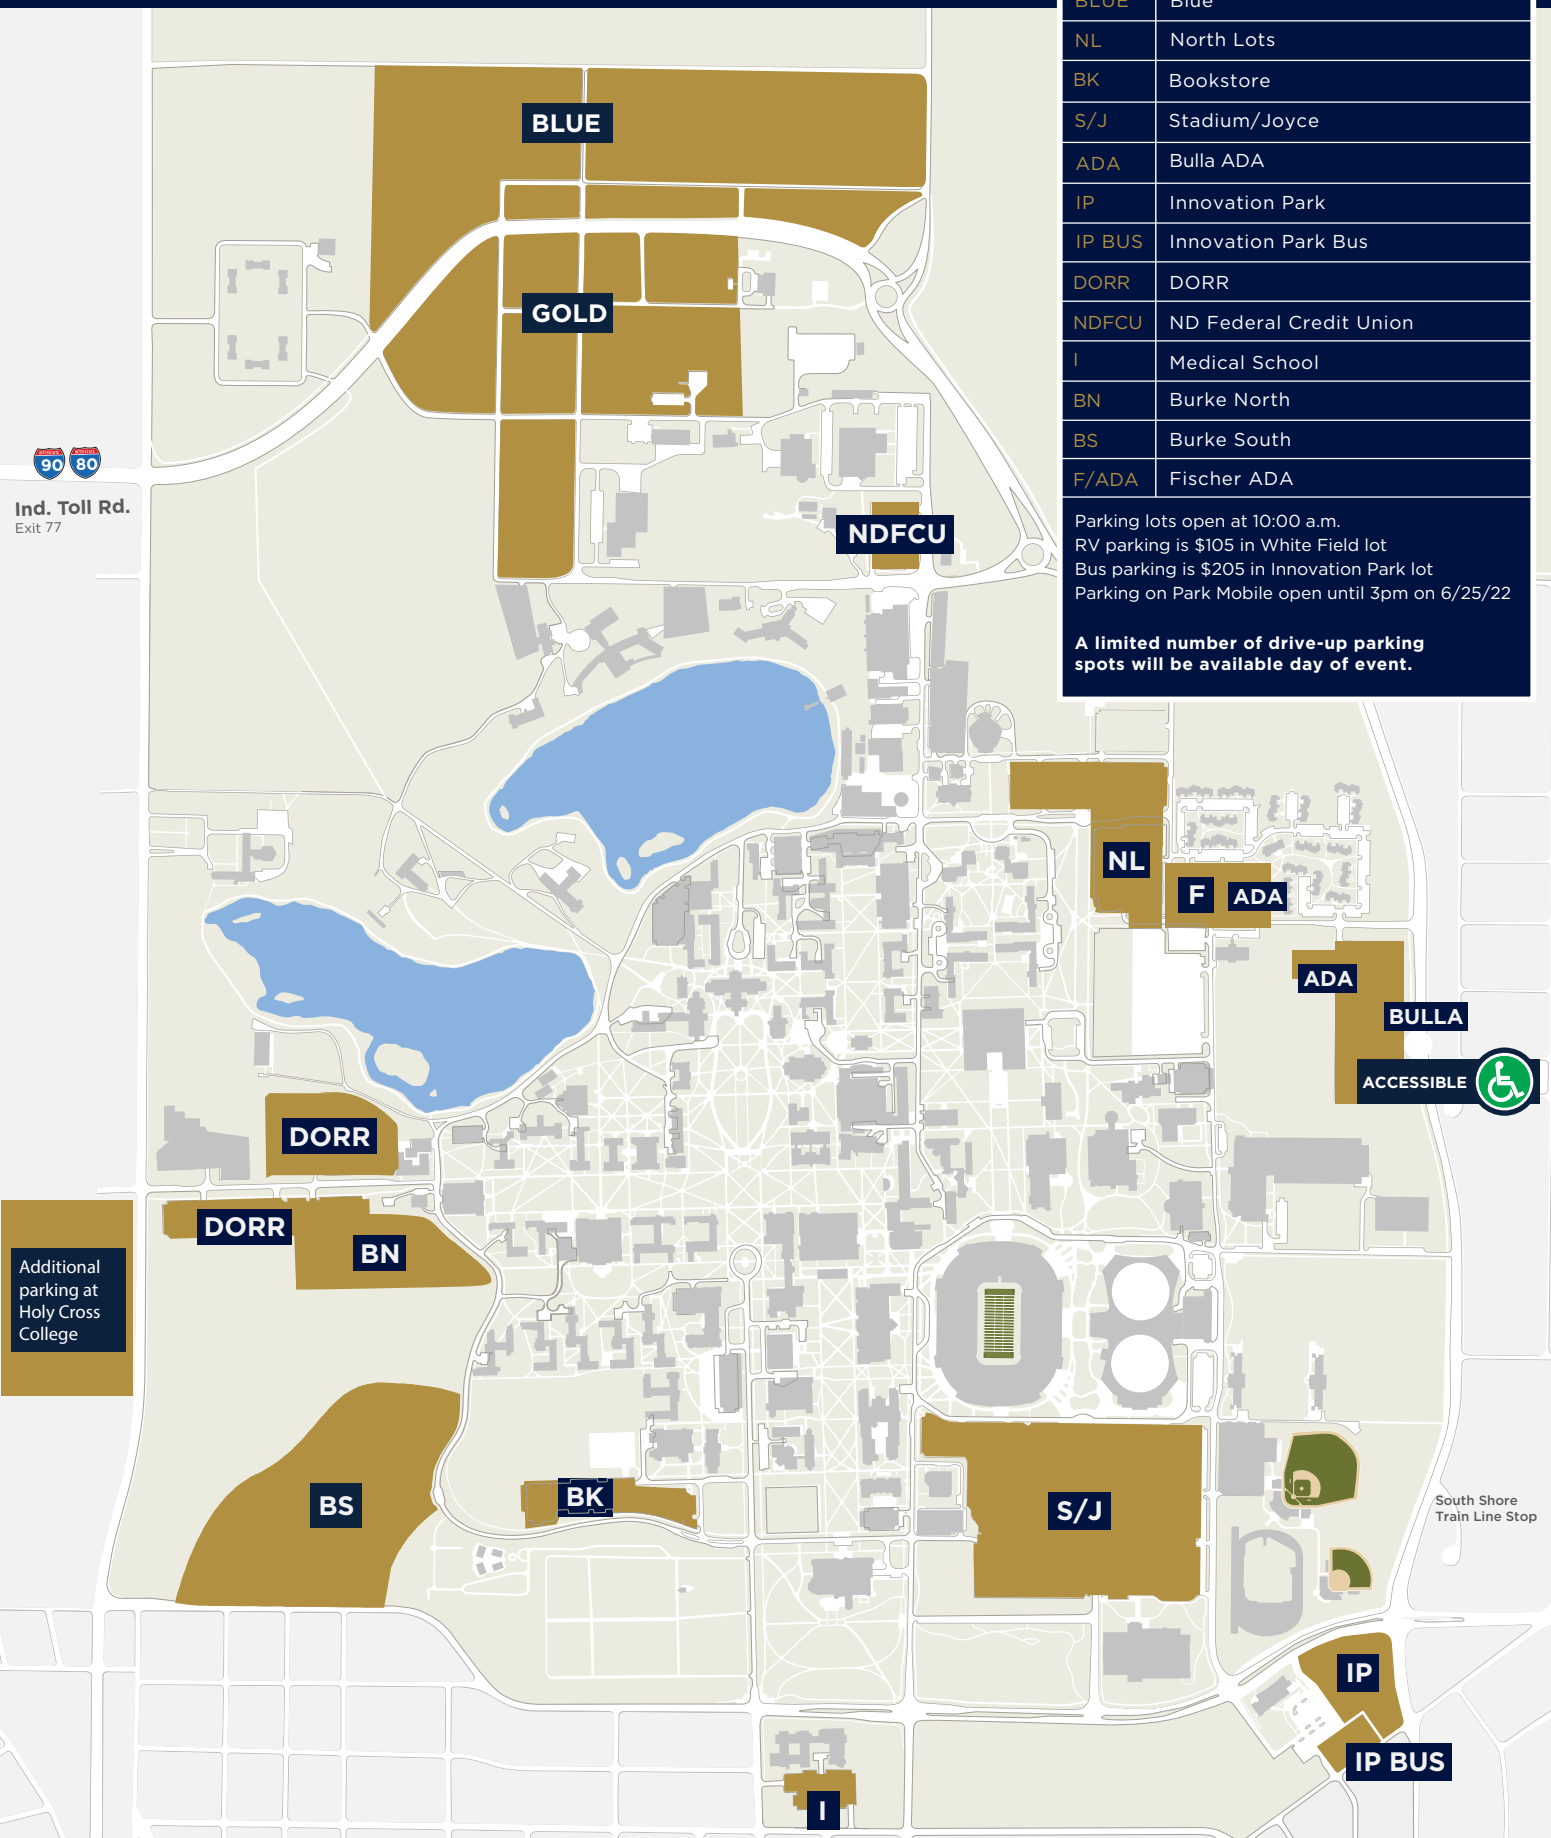 BLUE Blue
NL North Lots
BK Bookstore
S/J Stadium/Joyce
ADA Bulla ADA
IP Innovation Park
IP BUS Innovation Park Bus
DORR DORR
NDFCU ND Federal Credit Union
I Medical School
BN Burke North
BS Burke South
F/ADA Fischer ADA
Parking lots open at 10:00 a.m.
RV parking is $105 in White Field lot
Bus parking is $205 in Innovation Park lot
Parking on Park Mobile open until 3pm on 6/25/22
A limited number of drive-up parking
spots will be available day of event.
BLUE
GOLD
90 80
Ind. Toll Rd.
Exit 77
NDFCU
NL
F ADA
ADA
BULLA
ACCESSIBLE
DORR
DORR
BN
Additional
parking at
Holy Cross
College
BS
BK
S/J
South Shore
Train Line Stop
IP
IP BUS
I